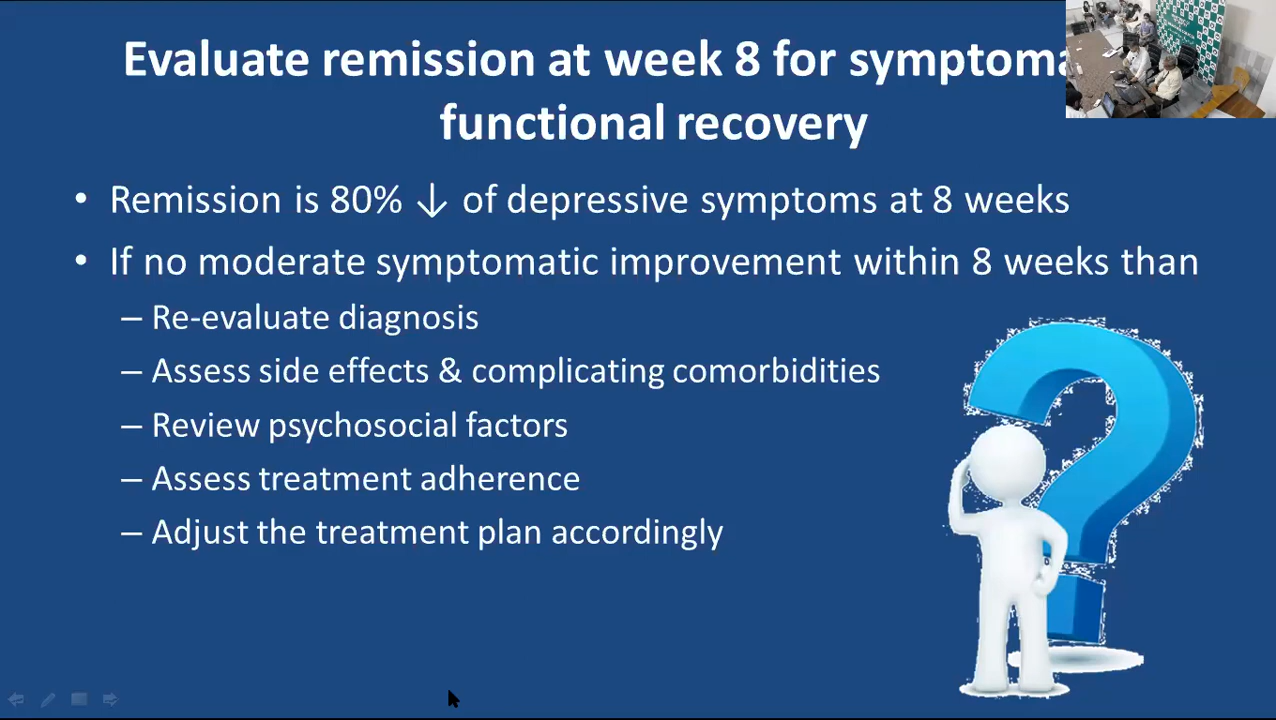 Evaluate remission at week 8 for
functional recovery
• Remission is 80% ↓ of depressive symptoms at 8 weeks
• If no moderate symptomatic improvement within 8 weeks than
– Re-evaluate diagnosis
– Assess side effects & complicating comorbidities
– Review psychosocial factors
– Assess treatment adherence
– Adjust the treatment plan accordingly